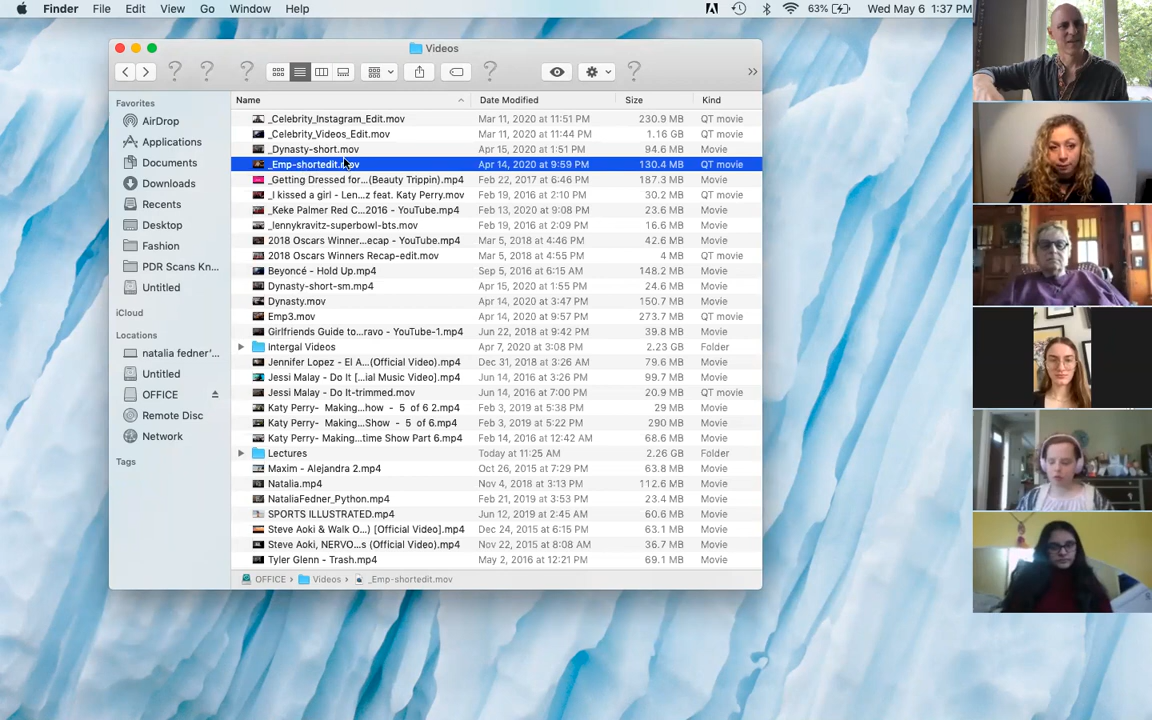 Finder File Edit View Go Window Help 63% Wed May 6 1:37 PM
Videos
Favorites
AirDrop
Applications
Documents
Downloads
Recents
Desktop
Fashion
PDR Scans Kn...
Untitled
iCloud
Locations
natalia fedner'...
Untitled
OFFICE
Remote Disc
Network
Tags
Name Date Modified Size Kind
_Celebrity_Instagram_Edit.mov Mar 11, 2020 at 11:51 PM 230.9 MB QT movie
_Celebrity_Videos_Edit.mov Mar 11, 2020 at 11:44 PM 1.16 GB QT movie
_Dynasty-short.mov Apr 15, 2020 at 1:51 PM 94.6 MB QT movie
_Emp-shortedit.mov Apr 14, 2020 at 9:59 PM 130.4 MB QT movie
_Getting Dressed for...(Beauty Trippin).mp4 Feb 22, 2017 at 6:46 PM 187.3 MB Movie
_I kissed a girl - Len...z feat. Katy Perry.mov Feb 19, 2016 at 2:10 PM 30.2 MB QT movie
_Keke Palmer Red C...2016 - YouTube.mp4 Feb 13, 2020 at 9:08 PM 23.6 MB Movie
_lennykravitz-superbowl-bts.mov Feb 19, 2016 at 2:09 PM 16.6 MB Movie
2018 Oscars Winner...ecap - YouTube.mp4 Mar 5, 2018 at 4:46 PM 42.6 MB Movie
2018 Oscars Winners Recap-edit.mov Mar 5, 2018 at 4:55 PM 4 MB QT movie
Beyoncé - Hold Up.mp4 Sep 5, 2016 at 6:15 AM 148.2 MB Movie
Dynasty-short-sm.mp4 Apr 15, 2020 at 1:55 PM 24.6 MB Movie
Dynasty.mov Apr 14, 2020 at 3:47 PM 150.7 MB QT movie
Emp3.mov Apr 14, 2020 at 9:57 PM 273.7 MB QT movie
Girlfriends Guide to...ravo - YouTube-1.mp4 Jun 22, 2018 at 9:42 PM 39.8 MB Movie
Intergal Videos Apr 7, 2020 at 3:08 PM 2.23 GB Folder
Jennifer Lopez - El A...(Official Video).mp4 Dec 31, 2018 at 3:26 AM 79.6 MB Movie
Jessi Malay - Do It [...ial Music Video].mp4 Jun 14, 2016 at 3:26 PM 99.7 MB Movie
Jessi Malay - Do It-trimmed.mov Jun 14, 2016 at 7:00 PM 20.9 MB QT movie
Katy Perry- Making...how - 5 of 6 2.mp4 Feb 3, 2019 at 5:38 PM 29 MB Movie
Katy Perry- Making...Show - 5 of 6.mp4 Feb 3, 2019 at 5:22 PM 290 MB Movie
Katy Perry- Making...time Show Part 6.mp4 Feb 14, 2016 at 12:42 AM 68.6 MB Movie
Lectures Today at 11:25 AM 2.26 GB Folder
Maxim - Alejandra 2.mp4 Oct 26, 2015 at 7:29 PM 63.8 MB Movie
Natalia.mp4 Nov 4, 2018 at 3:13 PM 112.6 MB Movie
NataliaFedner_Python.mp4 Feb 21, 2019 at 3:53 PM 23.4 MB Movie
SPORTS ILLUSTRATED.mp4 Jun 12, 2019 at 2:45 AM 60.6 MB Movie
Steve Aoki & Walk O...) [Official Video].mp4 Dec 24, 2015 at 6:15 PM 63.1 MB Movie
Steve Aoki, NERVO...s (Official Video).mp4 Nov 22, 2015 at 8:08 AM 36.7 MB Movie
Tyler Glenn - Trash.mp4 May 2, 2016 at 12:21 PM 69.1 MB Movie
OFFICE > Videos > _Emp-shortedit.mov